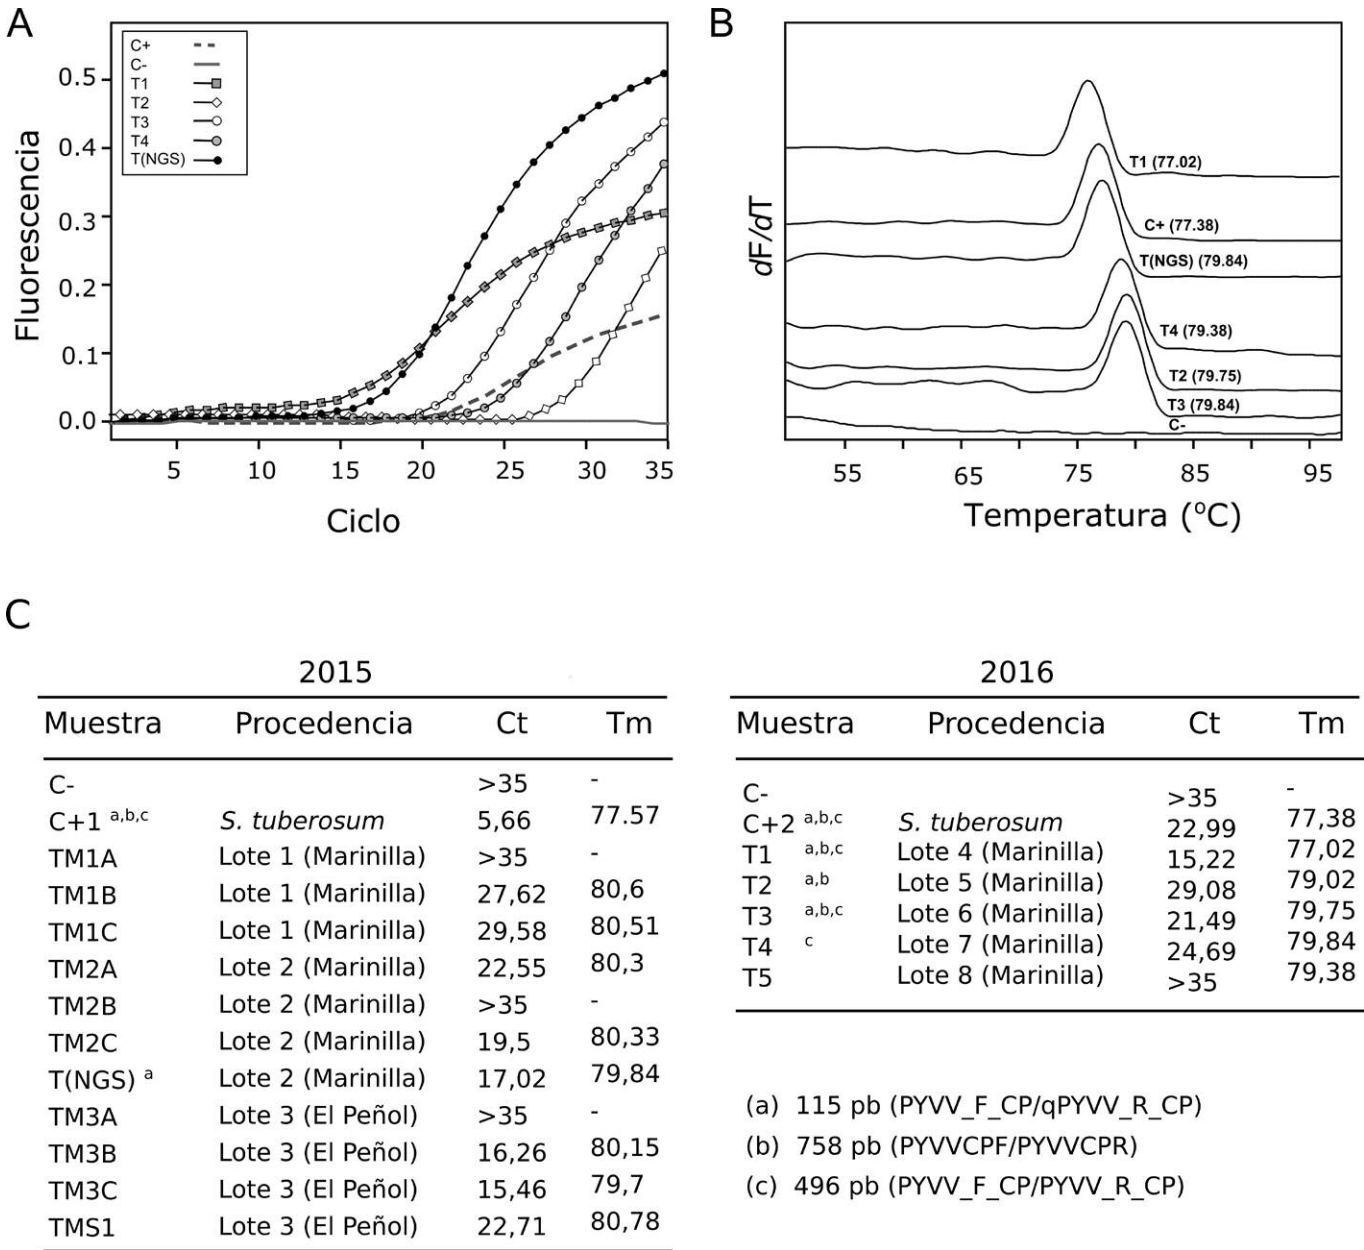 A
B
C+
C-
T1
T2
T3
T4
T(NGS)
0.5
0.4
0.3
0.2
0.1
0.0
Fluorescencia
5 10 15 20 25 30 35
Ciclo
dF/dT
T1 (77.02)
C+ (77.38)
T(NGS) (79.84)
T4 (79.38)
T2 (79.75)
T3 (79.84)
C-
55 65 75 85 95
Temperatura (°C)
C
2015
Muestra Procedencia Ct Tm
C- >35 -
C+1 a,b,c S. tuberosum 5,66 77.57
TM1A Lote 1 (Marinilla) >35 -
TM1B Lote 1 (Marinilla) 27,62 80,6
TM1C Lote 1 (Marinilla) 29,58 80,51
TM2A Lote 2 (Marinilla) 22,55 80,3
TM2B Lote 2 (Marinilla) >35 -
TM2C Lote 2 (Marinilla) 19,5 80,33
T(NGS) a Lote 2 (Marinilla) 17,02 79,84
TM3A Lote 3 (El Peñol) >35 -
TM3B Lote 3 (El Peñol) 16,26 80,15
TM3C Lote 3 (El Peñol) 15,46 79,7
TMS1 Lote 3 (El Peñol) 22,71 80,78
2016
Muestra Procedencia Ct Tm
C- >35 -
C+2 a,b,c S. tuberosum 22,99 77,38
T1 a,b,c Lote 4 (Marinilla) 15,22 77,02
T2 a,b Lote 5 (Marinilla) 29,08 79,02
T3 a,b,c Lote 6 (Marinilla) 21,49 79,75
T4 c Lote 7 (Marinilla) 24,69 79,84
T5 Lote 8 (Marinilla) >35 79,38
(a) 115 pb (PYVV_F_CP/qPYVV_R_CP)
(b) 758 pb (PYVVCPF/PYVVCPR)
(c) 496 pb (PYVV_F_CP/PYVV_R_CP)